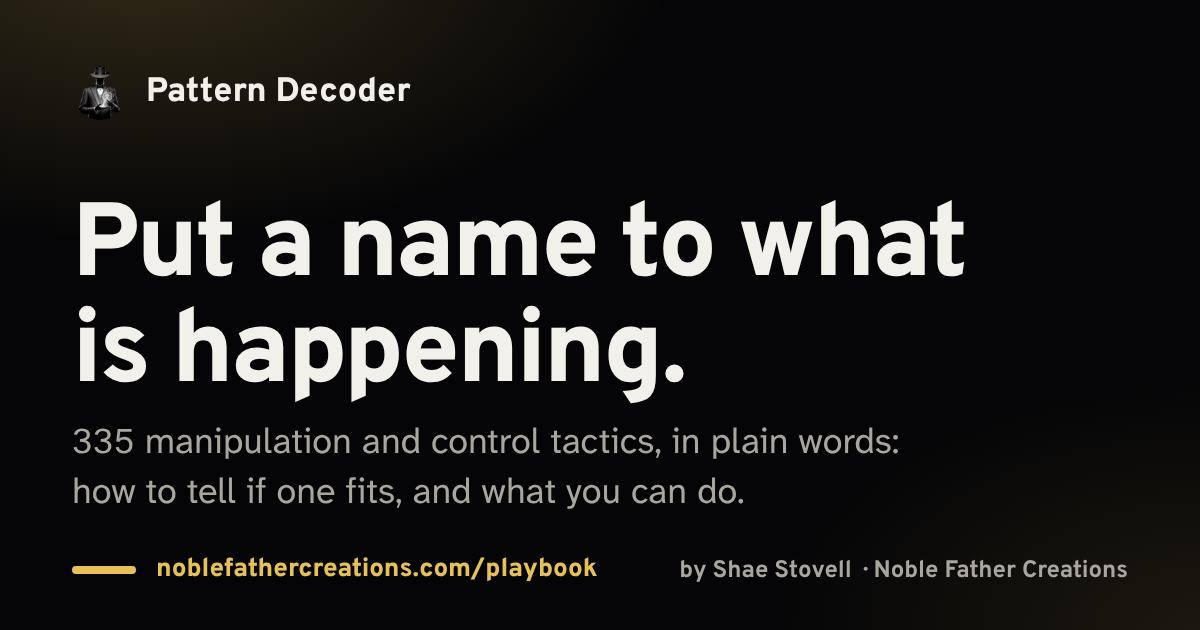 Pattern Decoder
Put a name to what
is happening.
335 manipulation and control tactics, in plain words:
how to tell if one fits, and what you can do.
noblefathercreations.com/playbook
by Shae Stovell · Noble Father Creations